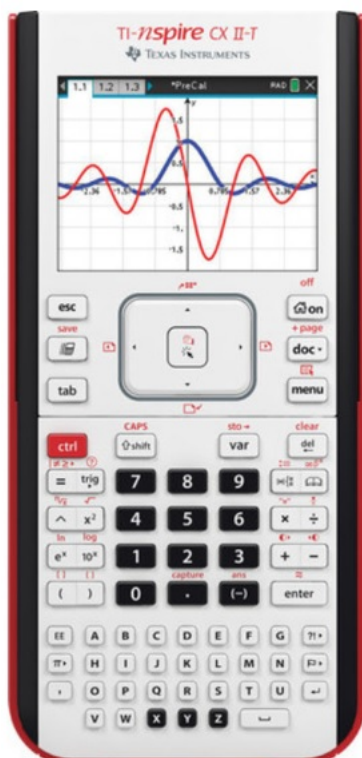 TI-nspire CX II-T
TEXAS INSTRUMENTS
1.1 1.2 1.3 *PreCal RAD
y
1.5
0.5
-2.36 -1.57 -0.785 0.785 1.57 2.36
-0.5
-1.
-1.5
off
esc on
save + page
doc
tab menu
CAPS sto clear
ctrl shift var del
= trig 7 8 9
^ x² 4 5 6 × ÷
ln log
eˣ 10ˣ 1 2 3 + −
capture ans
( ) 0 . (−) enter
EE A B C D E F G ?!
π H I J K L M N
, O P Q R S T U
V W X Y Z